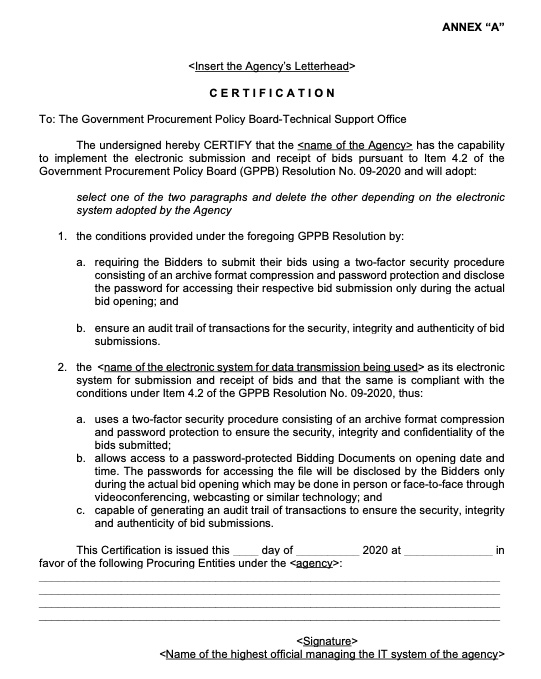 ANNEX “A”
<Insert the Agency’s Letterhead>
C E R T I F I C A T I O N
To: The Government Procurement Policy Board-Technical Support Office
The undersigned hereby CERTIFY that the <name of the Agency> has the capability
to implement the electronic submission and receipt of bids pursuant to Item 4.2 of the
Government Procurement Policy Board (GPPB) Resolution No. 09-2020 and will adopt:
select one of the two paragraphs and delete the other depending on the electronic
system adopted by the Agency
1. the conditions provided under the foregoing GPPB Resolution by:
a. requiring the Bidders to submit their bids using a two-factor security procedure
consisting of an archive format compression and password protection and disclose
the password for accessing their respective bid submission only during the actual
bid opening; and
b. ensure an audit trail of transactions for the security, integrity and authenticity of bid
submissions.
2. the <name of the electronic system for data transmission being used> as its electronic
system for submission and receipt of bids and that the same is compliant with the
conditions under Item 4.2 of the GPPB Resolution No. 09-2020, thus:
a. uses a two-factor security procedure consisting of an archive format compression
and password protection to ensure the security, integrity and confidentiality of the
bids submitted;
b. allows access to a password-protected Bidding Documents on opening date and
time. The passwords for accessing the file will be disclosed by the Bidders only
during the actual bid opening which may be done in person or face-to-face through
videoconferencing, webcasting or similar technology; and
c. capable of generating an audit trail of transactions to ensure the security, integrity
and authenticity of bid submissions.
This Certification is issued this ____ day of __________ 2020 at ______________ in
favor of the following Procuring Entities under the <agency>:
<Signature>
<Name of the highest official managing the IT system of the agency>